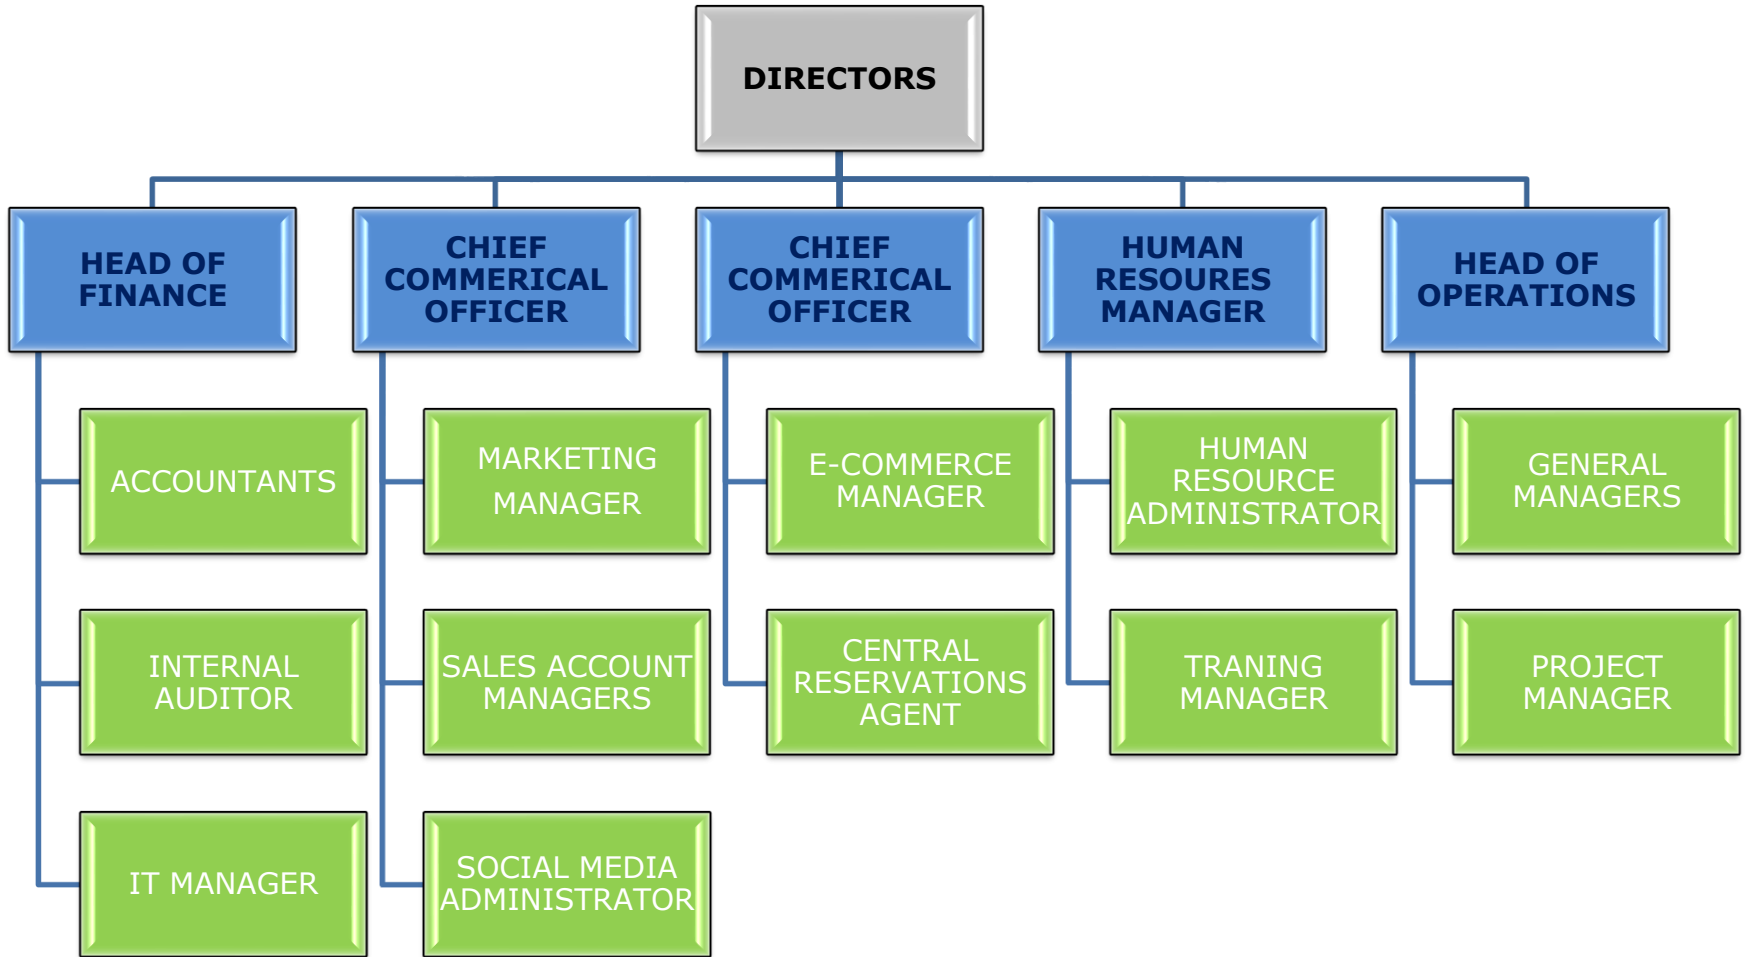 DIRECTORS
HEAD OF
FINANCE
CHIEF
COMMERICAL
OFFICER
CHIEF
COMMERICAL
OFFICER
HUMAN
RESOURES
MANAGER
HEAD OF
OPERATIONS
ACCOUNTANTS
MARKETING
MANAGER
E-COMMERCE
MANAGER
HUMAN
RESOURCE
ADMINISTRATOR
GENERAL
MANAGERS
INTERNAL
AUDITOR
SALES ACCOUNT
MANAGERS
CENTRAL
RESERVATIONS
AGENT
TRANING
MANAGER
PROJECT
MANAGER
IT MANAGER
SOCIAL MEDIA
ADMINISTRATOR